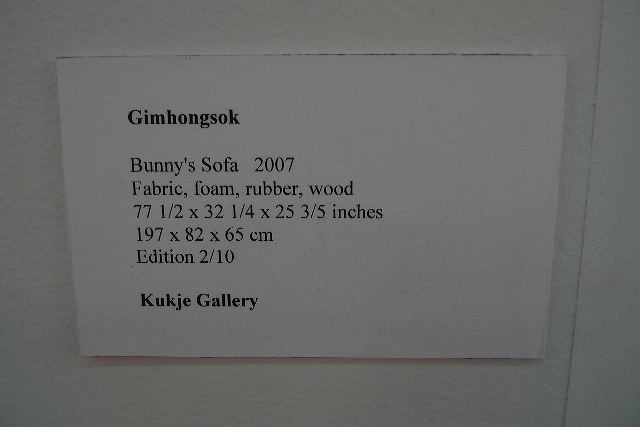 Gimhongsok
Bunny's Sofa 2007
Fabric, foam, rubber, wood
77 1/2 x 32 1/4 x 25 3/5 inches
197 x 82 x 65 cm
Edition 2/10
Kukje Gallery